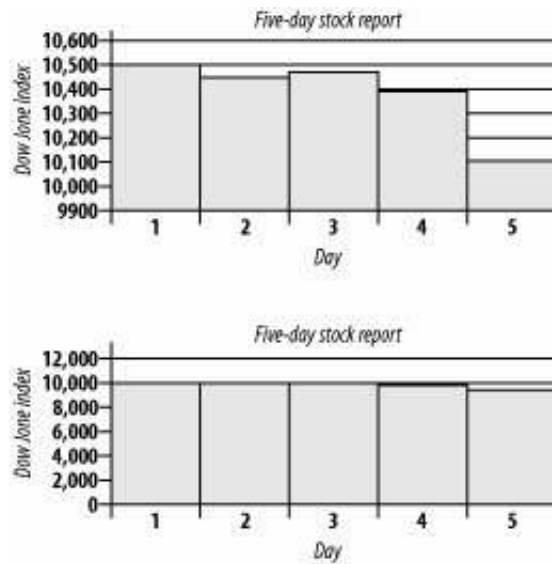 Five-day stock report
10,600
10,500
10,400
10,300
10,200
10,100
10,000
9900
Dow Jone index
1 2 3 4 5
Day
Five-day stock report
12,000
10,000
8,000
6,000
4,000
2,000
0
Dow Jone index
1 2 3 4 5
Day